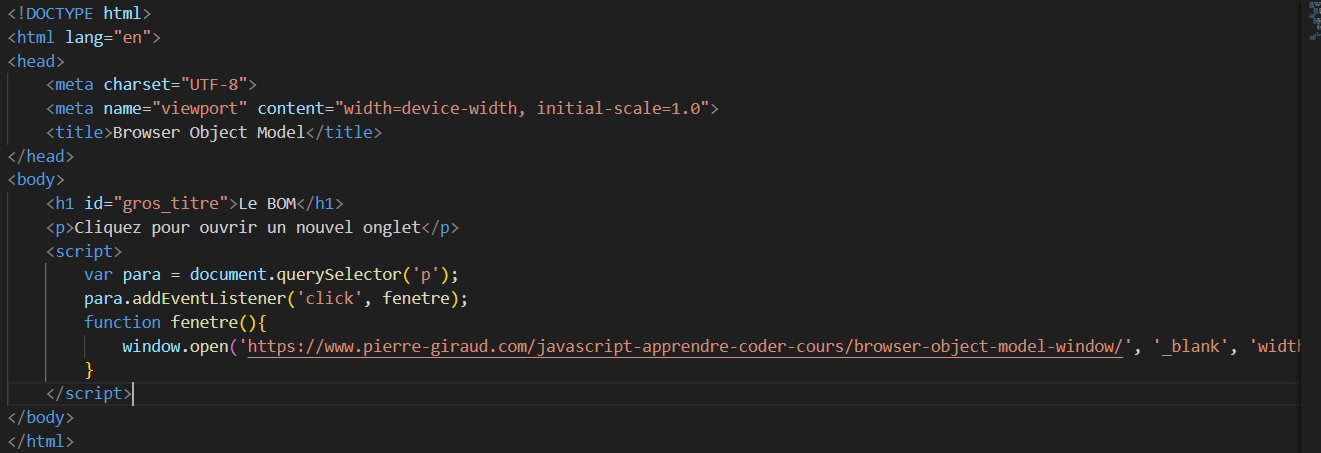 <!DOCTYPE html>
<html lang="en">
<head>
    <meta charset="UTF-8">
    <meta name="viewport" content="width=device-width, initial-scale=1.0">
    <title>Browser Object Model</title>
</head>
<body>
    <h1 id="gros_titre">Le BOM</h1>
    <p>Cliquez pour ouvrir un nouvel onglet</p>
    <script>
        var para = document.querySelector('p');
        para.addEventListener('click', fenetre);
        function fenetre(){
            window.open('https://www.pierre-giraud.com/javascript-apprendre-coder-cours/browser-object-model-window/', '_blank', 'width
        }
    </script>
</body>
</html>